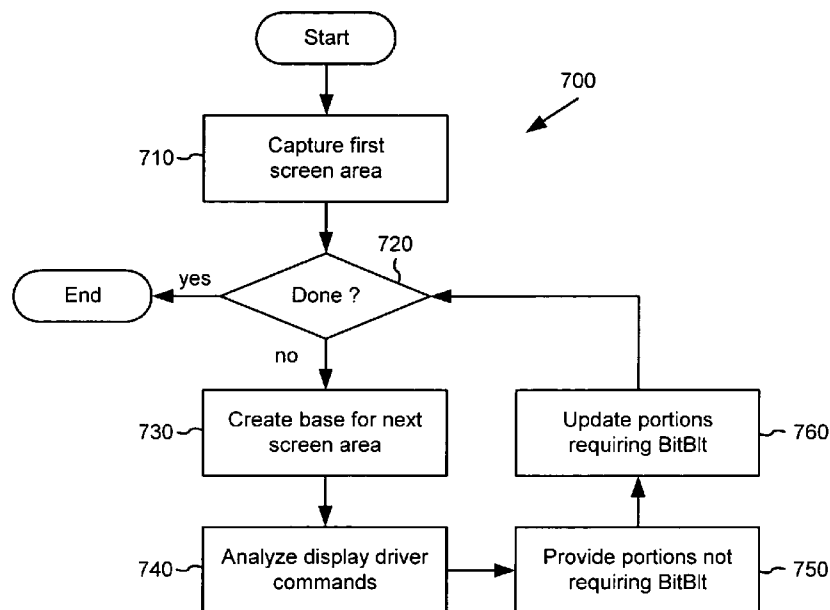 Start
700
710
Capture first
screen area
720
yes
End
Done ?
no
730
Create base for next
screen area
Update portions
requiring BitBlt
760
740
Analyze display driver
commands
Provide portions not
requiring BitBlt
750